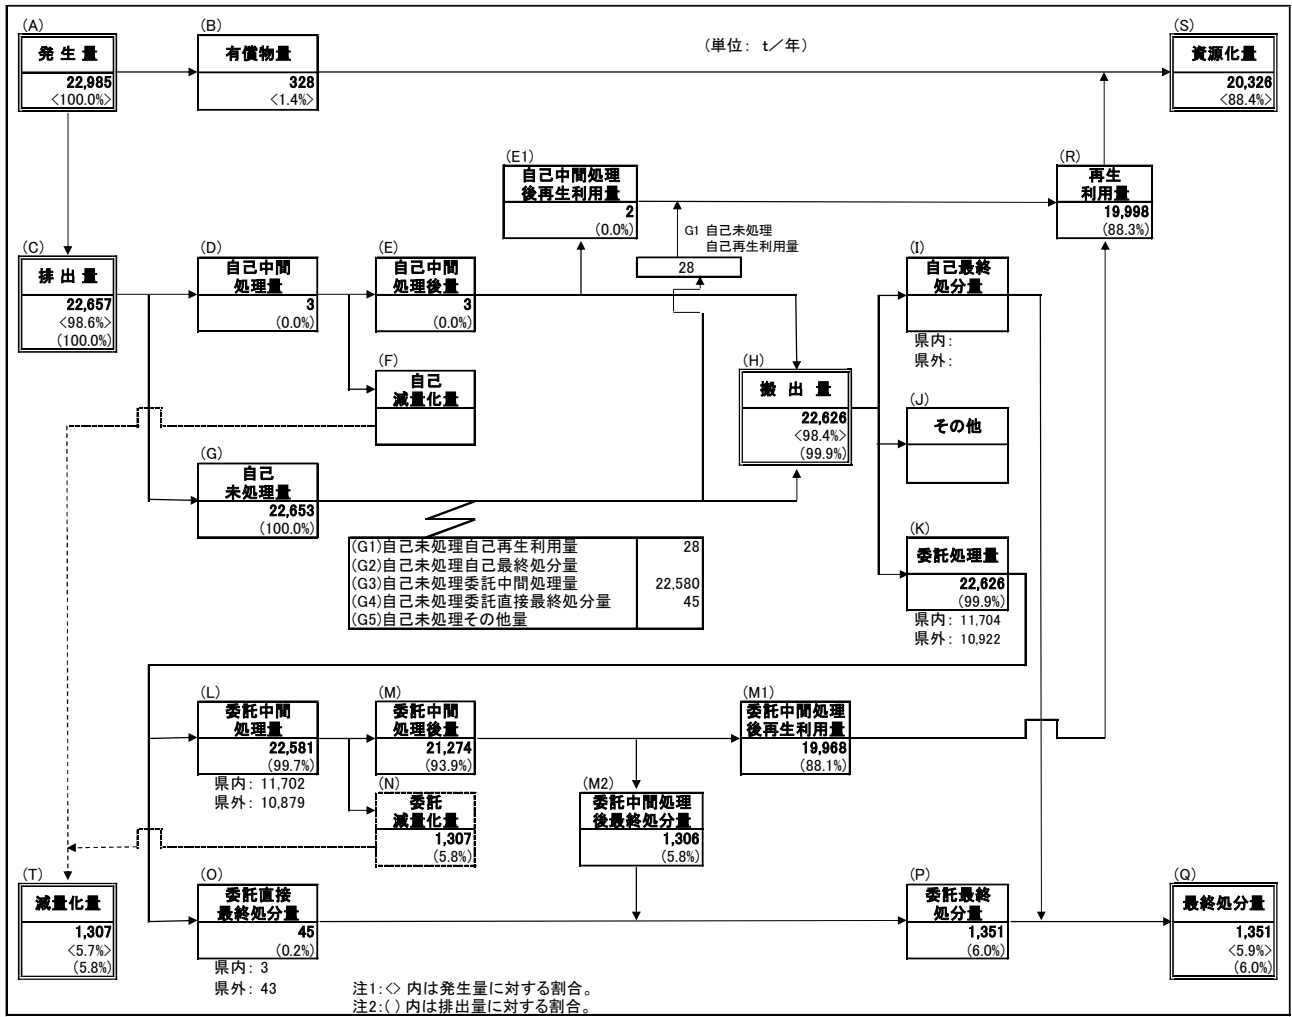 (A)
発 生 量
22,985
<100.0%>
(B)
有償物量
328
<1.4%>
(単位： t／年)
(S)
資源化量
20,326
<88.4%>
(E1)
自己中間処理
後再生利用量
2
(0.0%)
(R)
再生
利用量
19,998
(88.3%)
G1 自己未処理
自己再生利用量
28
(C)
排 出 量
22,657
<98.6%>
(100.0%)
(D)
自己中間
処理量
3
(0.0%)
(E)
自己中間
処理後量
3
(0.0%)
(I)
自己最終
処分量
県内：
県外：
(F)
自己
減量化量
(H)
搬 出 量
22,626
<98.4%>
(99.9%)
(J)
その他
(G)
自己
未処理量
22,653
(100.0%)
(G1)自己未処理自己再生利用量 28
(G2)自己未処理自己最終処分量
(G3)自己未処理委託中間処理量 22,580
(G4)自己未処理委託直接最終処分量 45
(G5)自己未処理その他量
(K)
委託処理量
22,626
(99.9%)
県内： 11,704
県外： 10,922
(L)
委託中間
処理量
22,581
(99.7%)
県内： 11,702
県外： 10,879
(M)
委託中間
処理後量
21,274
(93.9%)
(M1)
委託中間処理
後再生利用量
19,968
(88.1%)
(N)
委託
減量化量
1,307
(5.8%)
(M2)
委託中間処理
後最終処分量
1,306
(5.8%)
(T)
減量化量
1,307
<5.7%>
(5.8%)
(O)
委託直接
最終処分量
45
(0.2%)
県内： 3
県外： 43
(P)
委託最終
処分量
1,351
(6.0%)
(Q)
最終処分量
1,351
<5.9%>
(6.0%)
注1:<> 内は発生量に対する割合。
注2:( ) 内は排出量に対する割合。